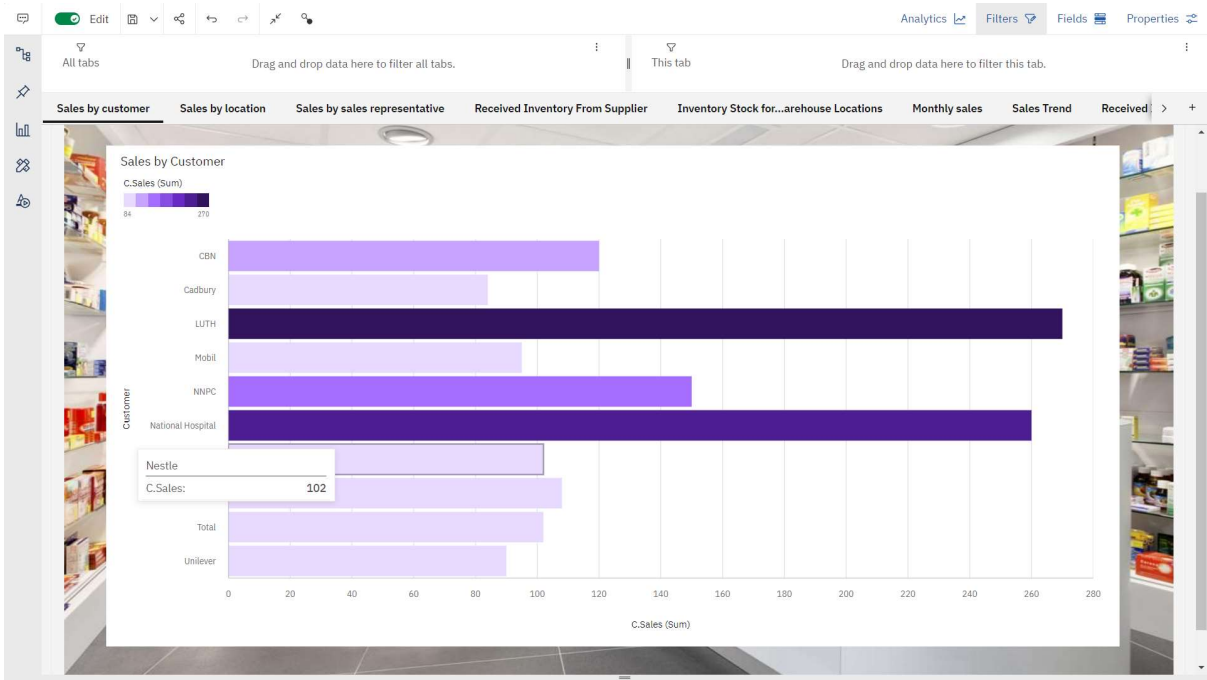 Edit
Analytics
Filters
Fields
Properties
All tabs
Drag and drop data here to filter all tabs.
This tab
Drag and drop data here to filter this tab.
Sales by customer
Sales by location
Sales by sales representative
Received Inventory From Supplier
Inventory Stock for...arehouse Locations
Monthly sales
Sales Trend
Received
Sales by Customer
C.Sales (Sum)
84 270
Customer
CBN
Cadbury
LUTH
Mobil
NNPC
National Hospital
Nestle
C.Sales: 102
Total
Unilever
0 20 40 60 80 100 120 140 160 180 200 220 240 260 280
C.Sales (Sum)